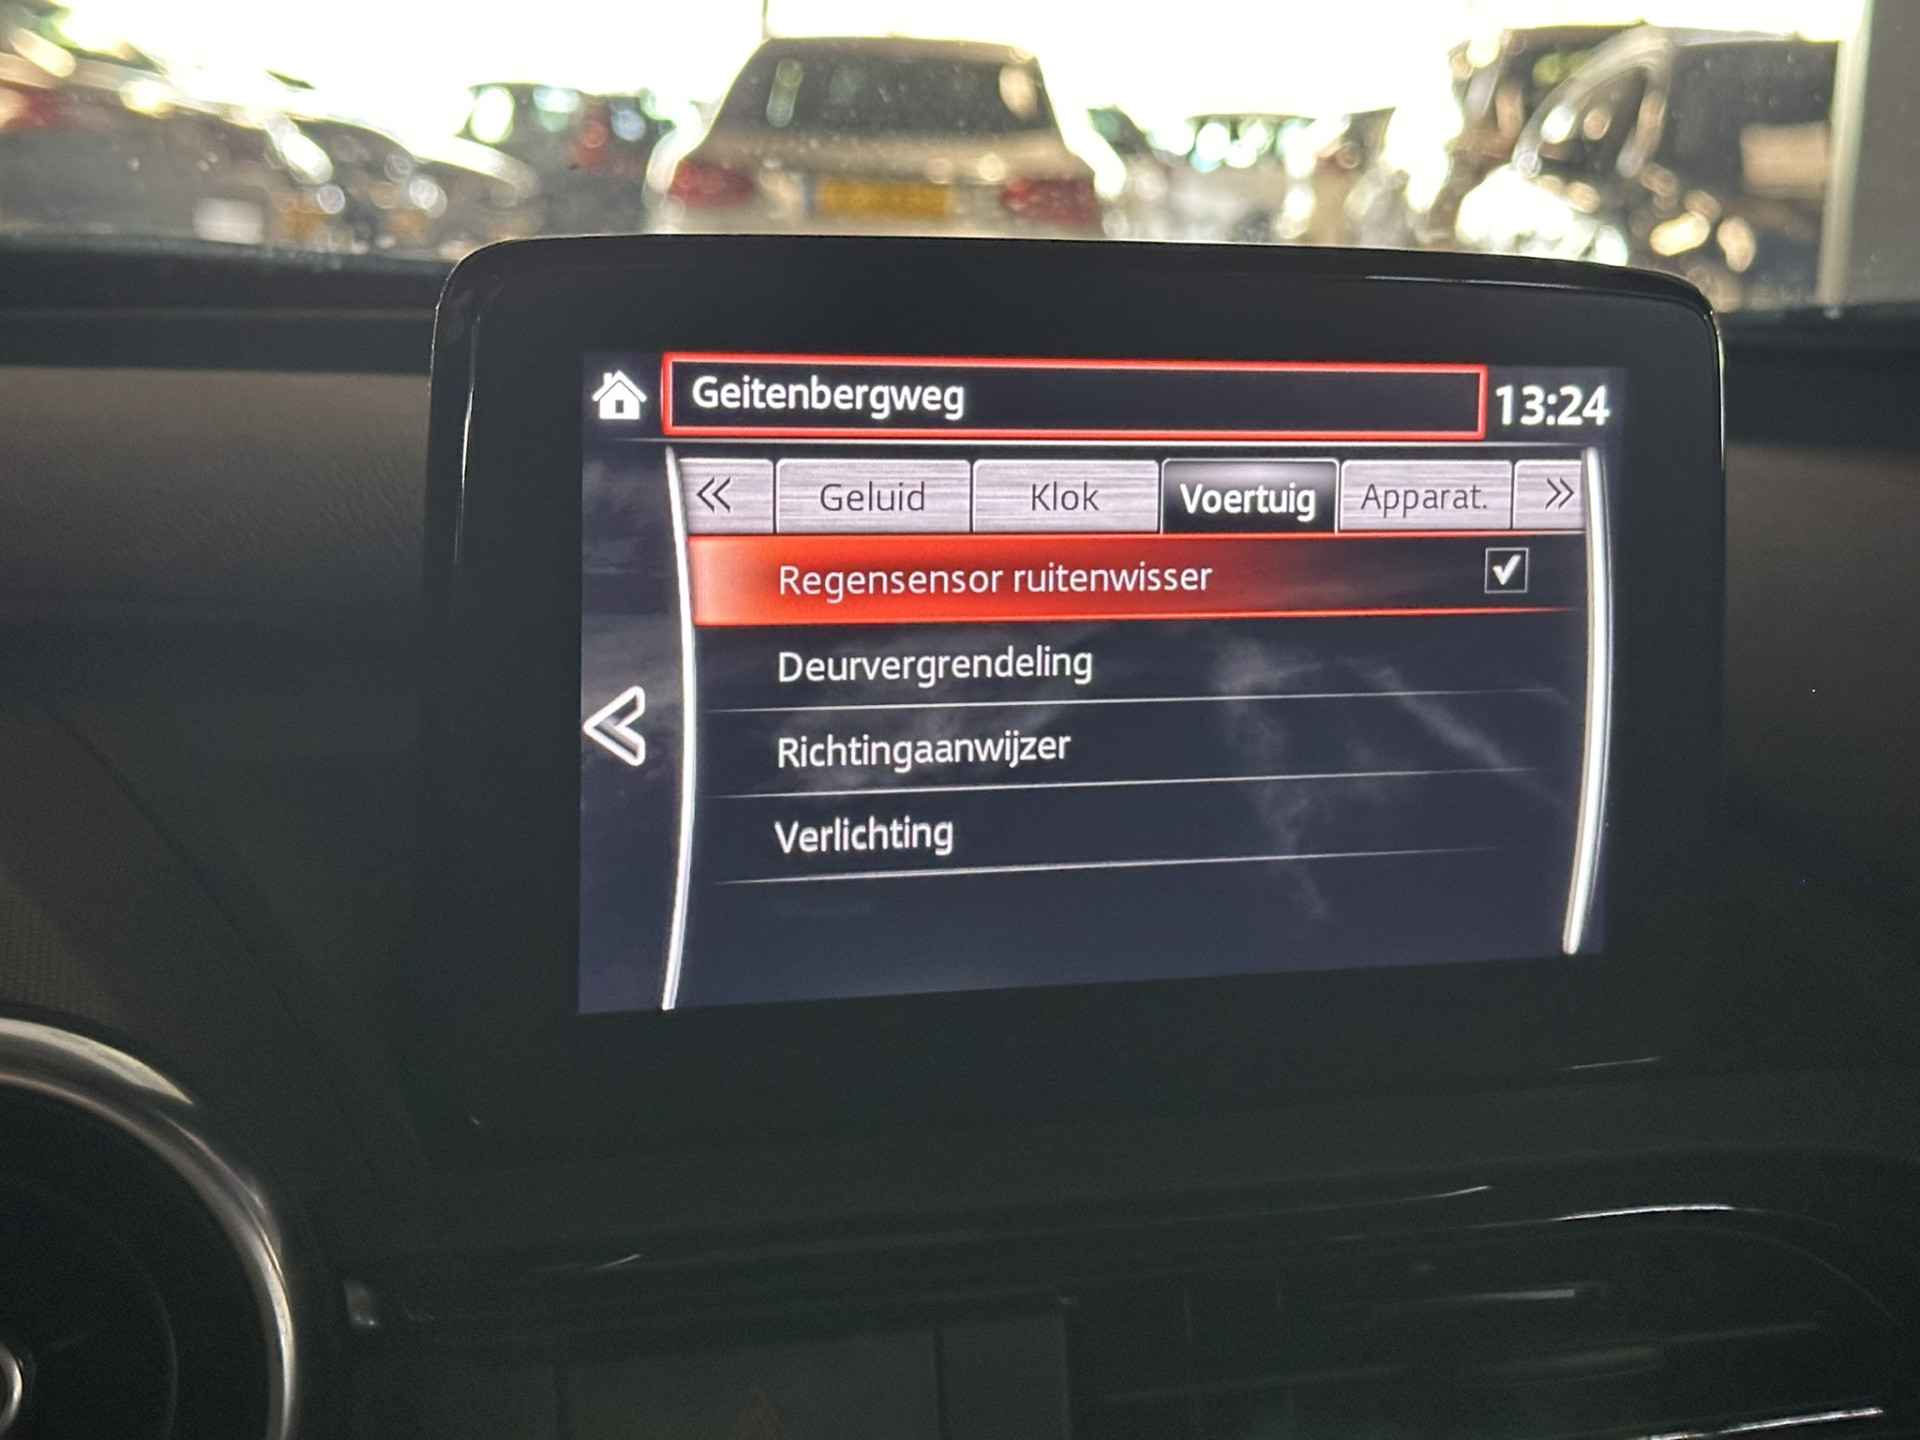 Geitenbergweg
13:24
Geluid Klok Voertuig Apparat.
Regensensor ruitenwisser
Deurvergrendeling
Richtingaanwijzer
Verlichting